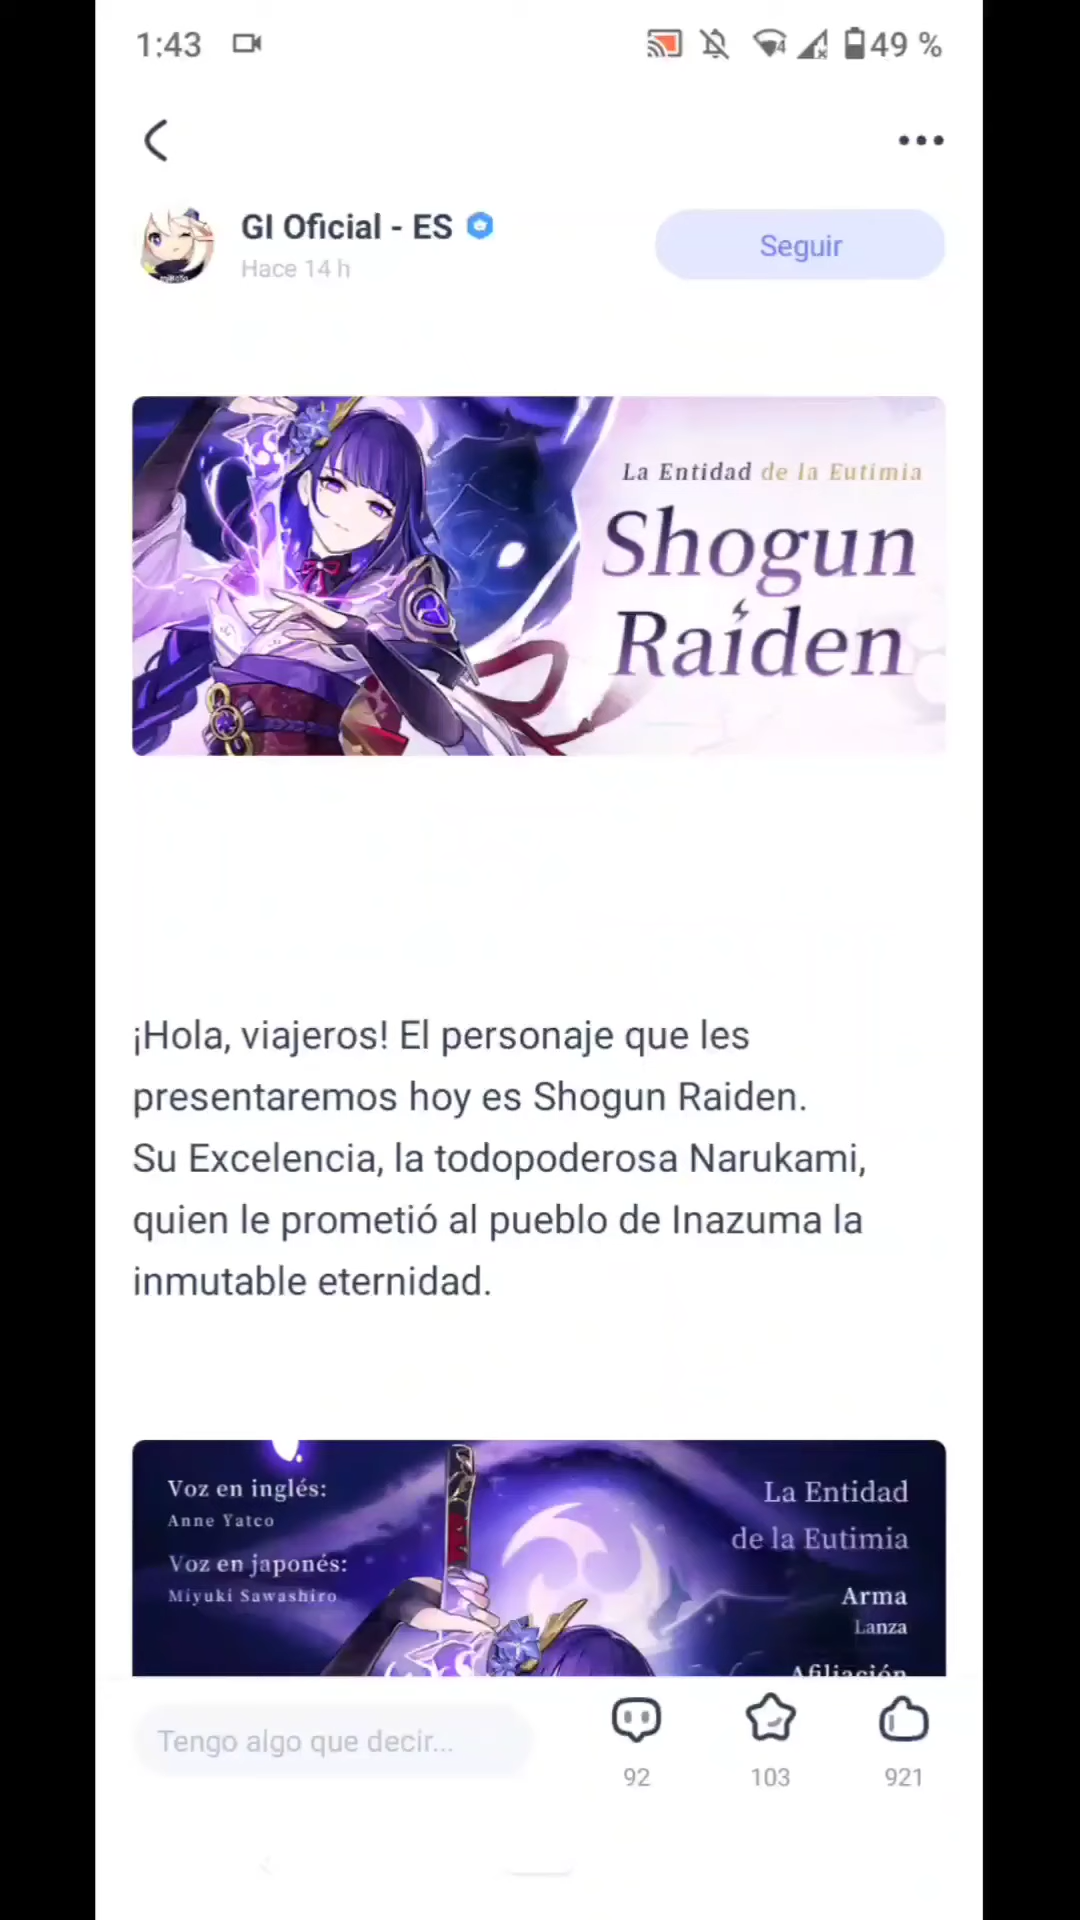 1:43
4
49 %
GI Oficial - ES
Hace 14 h
Seguir
La Entidad de la Eutimia
Shogun
Raiden
¡Hola, viajeros! El personaje que les
presentaremos hoy es Shogun Raiden.
Su Excelencia, la todopoderosa Narukami,
quien le prometió al pueblo de Inazuma la
inmutable eternidad.
Voz en inglés:
Anne Yatco
Voz en japonés:
Miyuki Sawashiro
La Entidad
de la Eutimia
Arma
Lanza
Afiliación
Tengo algo que decir...
92
103
921